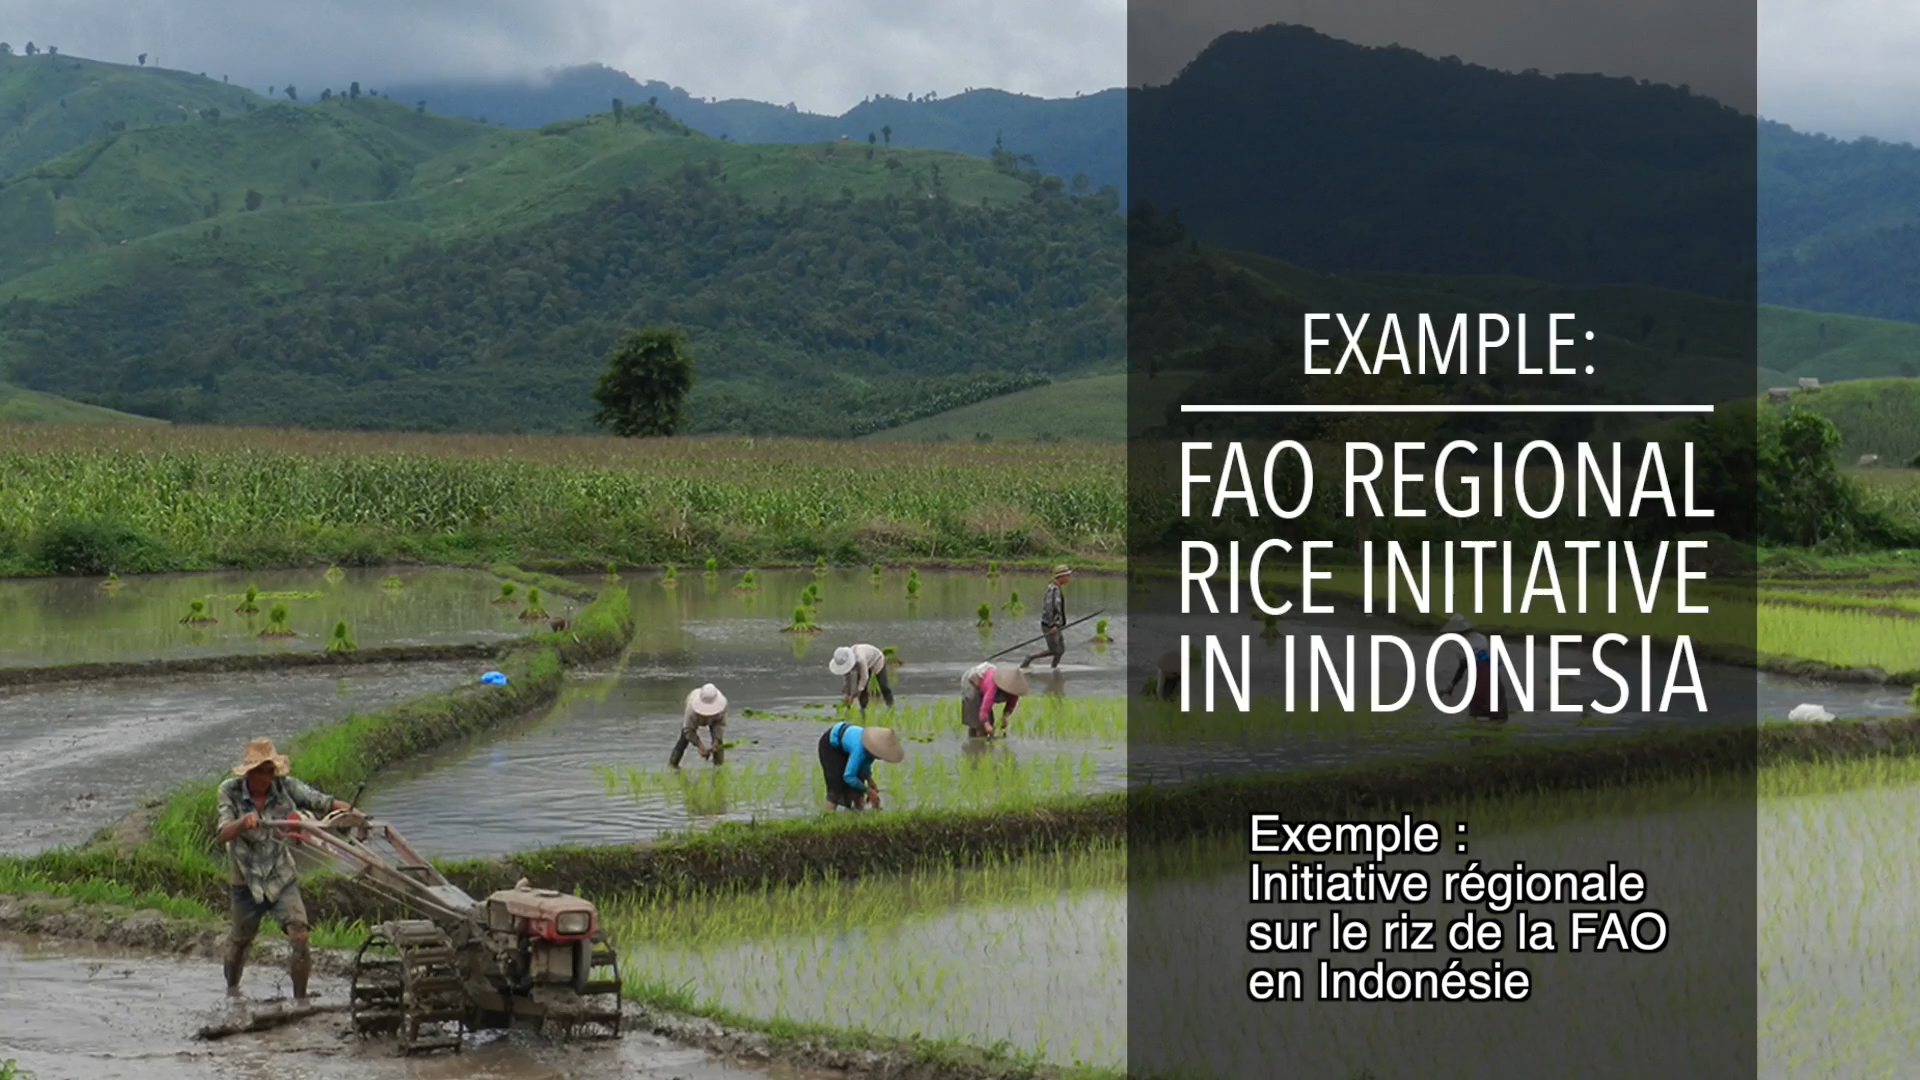 EXAMPLE:
FAO REGIONAL
RICE INITIATIVE
IN INDONESIA
Exemple :
Initiative régionale
sur le riz de la FAO
en Indonésie